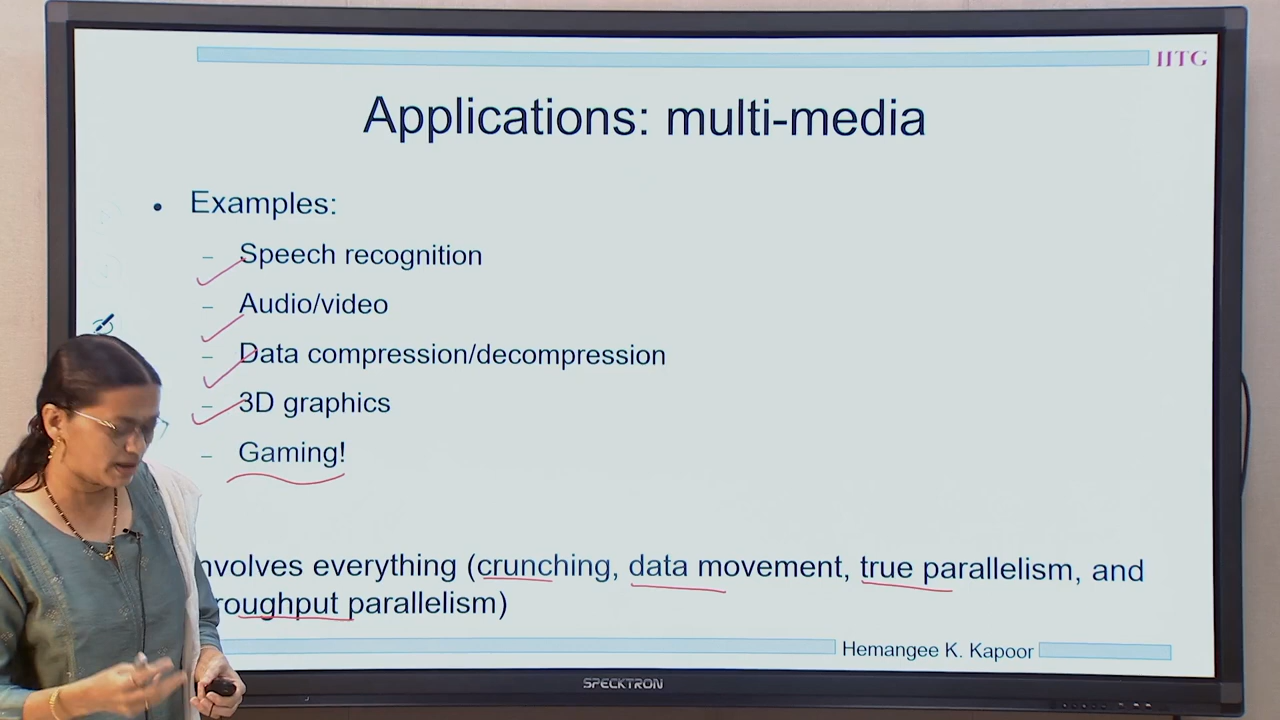 IITG
Applications: multi-media
• Examples:
– Speech recognition
– Audio/video
– Data compression/decompression
– 3D graphics
– Gaming!
nvolves everything (crunching, data movement, true parallelism, and
roughput parallelism)
Hemangee K. Kapoor
SPECKTRON